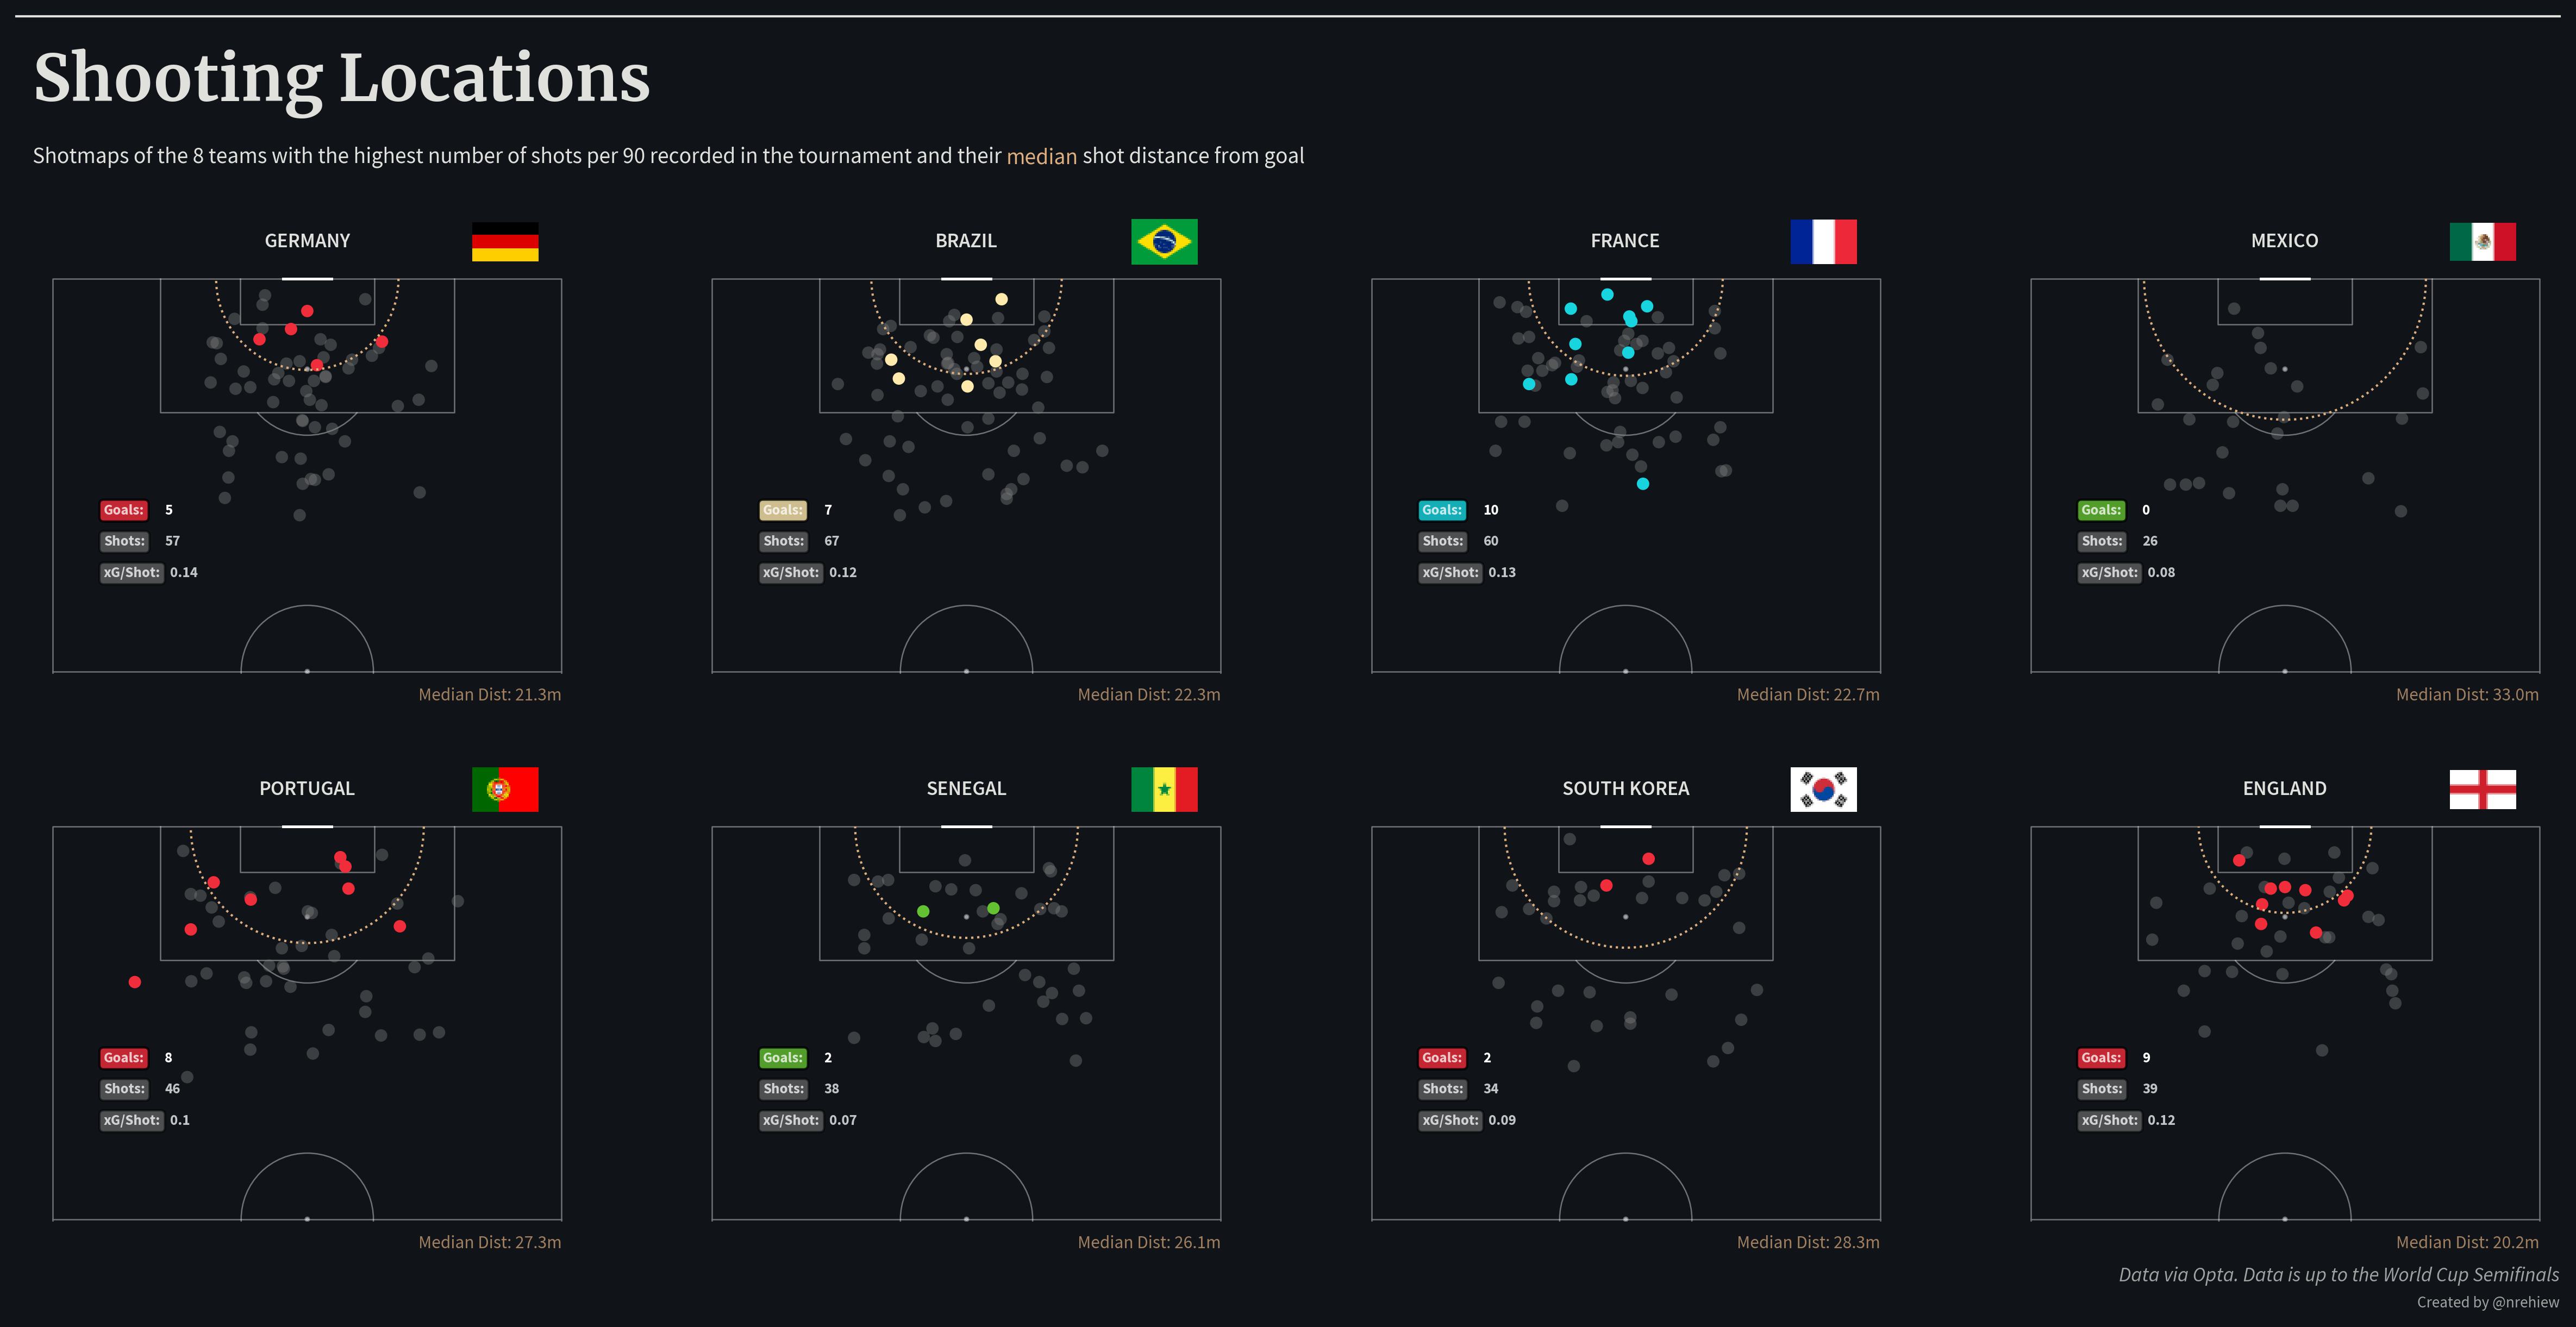 Shooting Locations
Shotmaps of the 8 teams with the highest number of shots per 90 recorded in the tournament and their median shot distance from goal
GERMANY
Goals: 5
Shots: 57
xG/Shot: 0.14
Median Dist: 21.3m
BRAZIL
Goals: 7
Shots: 67
xG/Shot: 0.12
Median Dist: 22.3m
FRANCE
Goals: 10
Shots: 60
xG/Shot: 0.13
Median Dist: 22.7m
MEXICO
Goals: 0
Shots: 26
xG/Shot: 0.08
Median Dist: 33.0m
PORTUGAL
Goals: 8
Shots: 46
xG/Shot: 0.1
Median Dist: 27.3m
SENEGAL
Goals: 2
Shots: 38
xG/Shot: 0.07
Median Dist: 26.1m
SOUTH KOREA
Goals: 2
Shots: 34
xG/Shot: 0.09
Median Dist: 28.3m
ENGLAND
Goals: 9
Shots: 39
xG/Shot: 0.12
Median Dist: 20.2m
Data via Opta. Data is up to the World Cup Semifinals
Created by @nrehiew